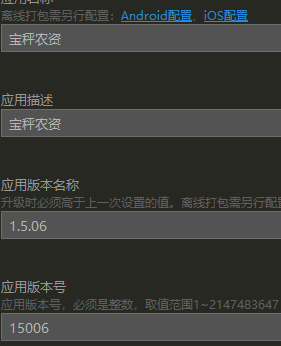 应用名称
离线打包需另行配置：Android配置、iOS配置
宝秤农资
应用描述
宝秤农资
应用版本名称
升级时必须高于上一次设置的值。离线打包需另行配置
1.5.06
应用版本号
应用版本号，必须是整数，取值范围1~2147483647
15006